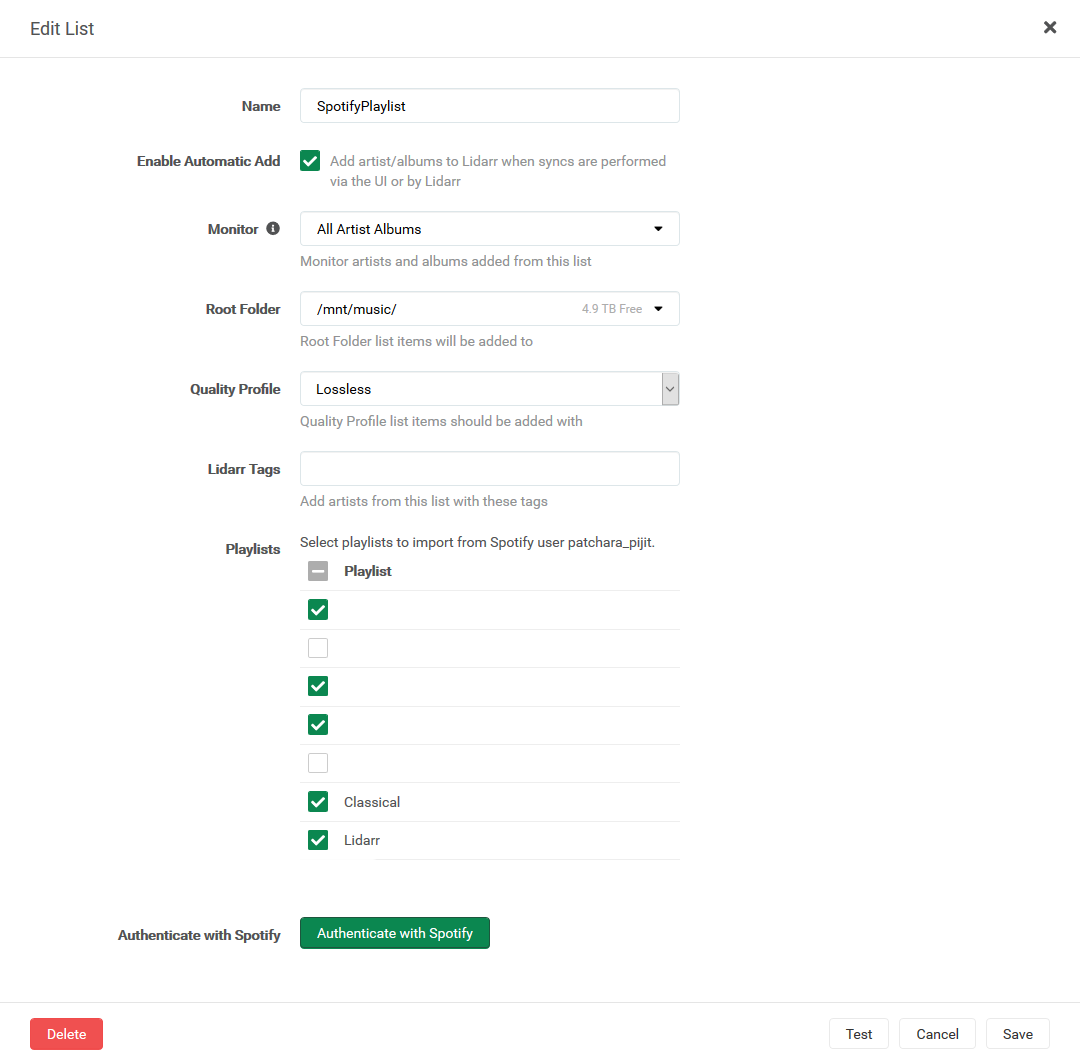 Edit List
Name
SpotifyPlaylist
Enable Automatic Add
Add artist/albums to Lidarr when syncs are performed
via the UI or by Lidarr
Monitor
All Artist Albums
Monitor artists and albums added from this list
Root Folder
/mnt/music/
4.9 TB Free
Root Folder list items will be added to
Quality Profile
Lossless
Quality Profile list items should be added with
Lidarr Tags
Add artists from this list with these tags
Playlists
Select playlists to import from Spotify user patchara_pijit.
Playlist
Classical
Lidarr
Authenticate with Spotify
Authenticate with Spotify
Delete
Test
Cancel
Save